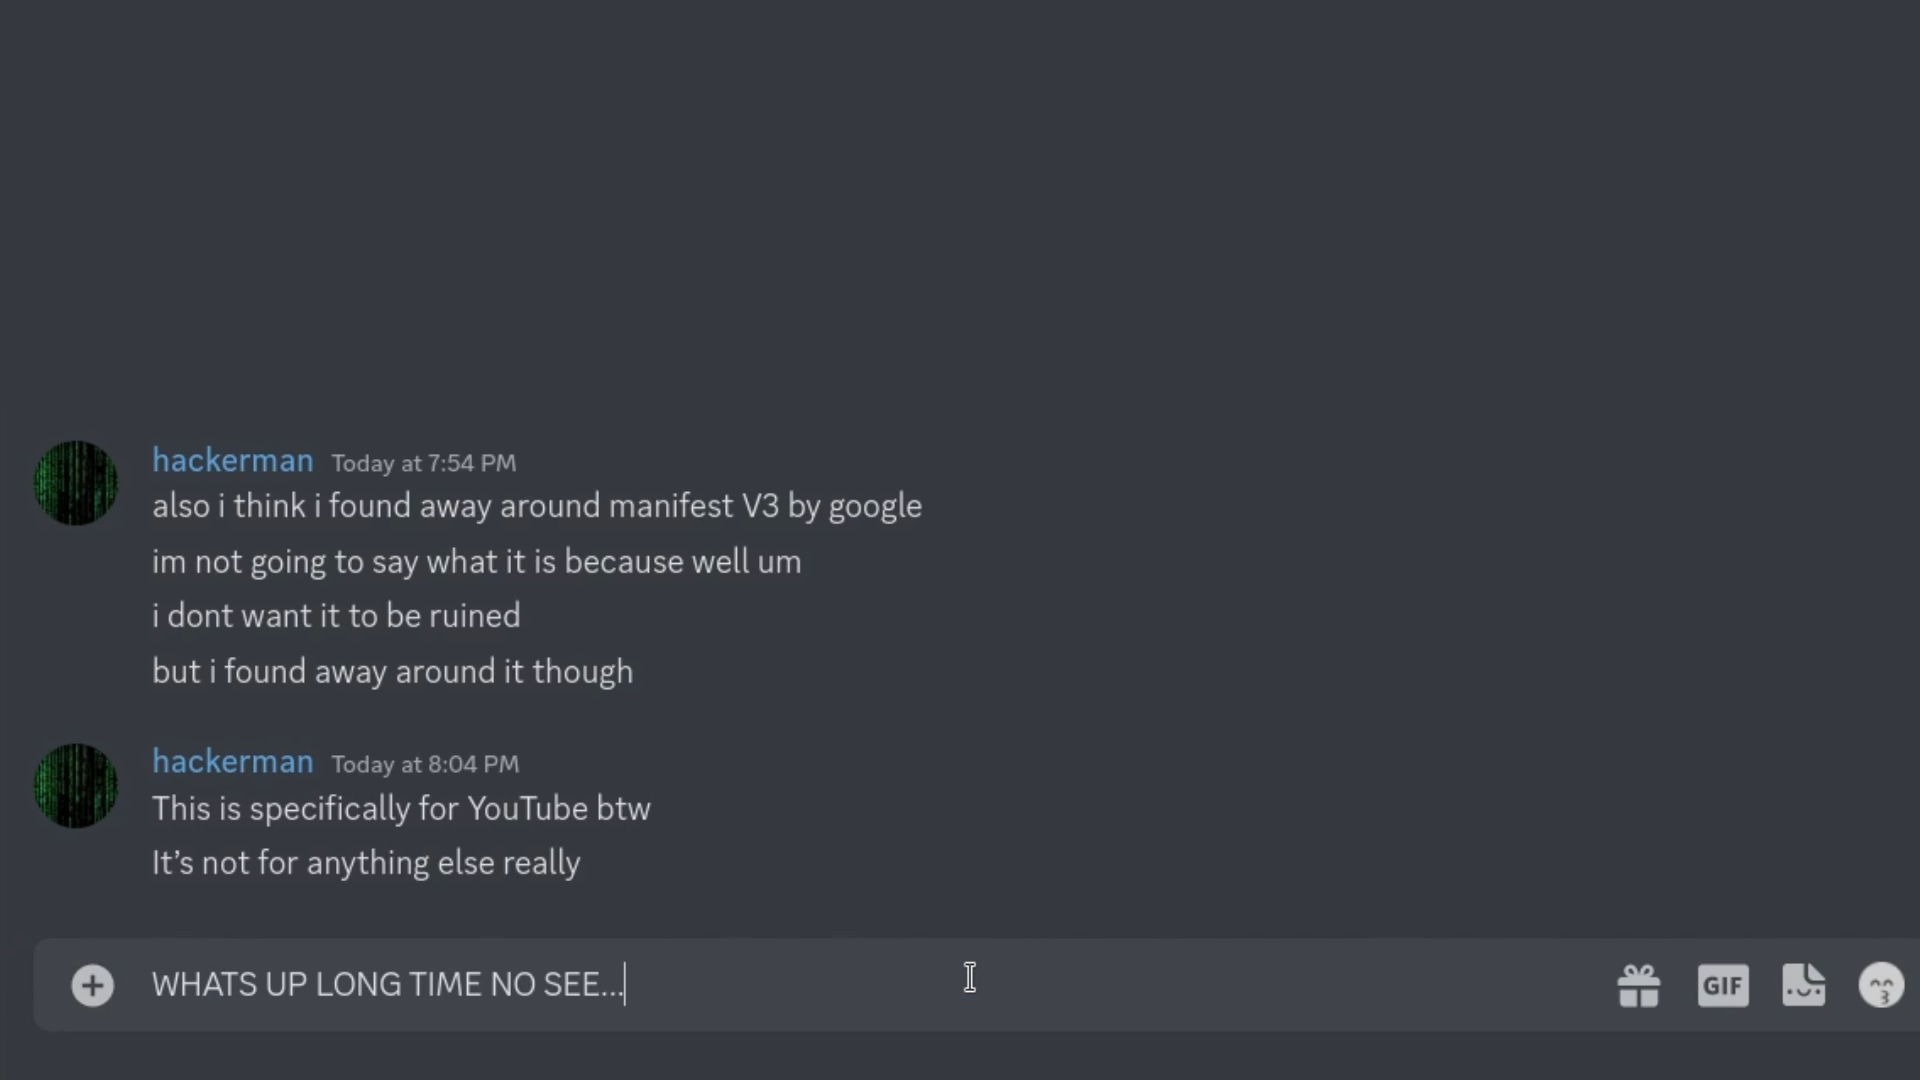 hackerman Today at 7:54 PM
also i think i found away around manifest V3 by google
im not going to say what it is because well um
i dont want it to be ruined
but i found away around it though
hackerman Today at 8:04 PM
This is specifically for YouTube btw
It’s not for anything else really
WHATS UP LONG TIME NO SEE...
GIF